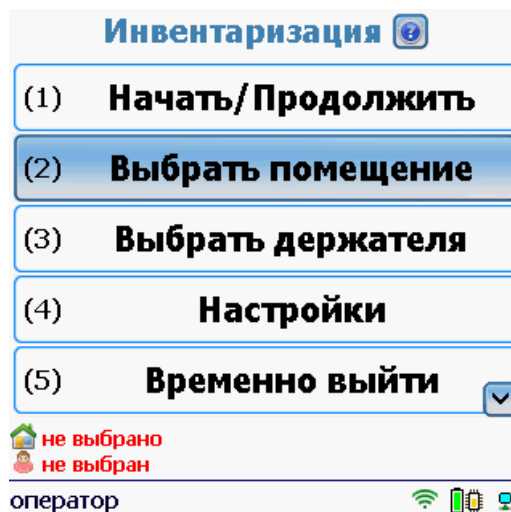 Инвентаризация
(1) Начать/Продолжить
(2) Выбрать помещение
(3) Выбрать держателя
(4) Настройки
(5) Временно выйти
не выбрано
не выбран
оператор